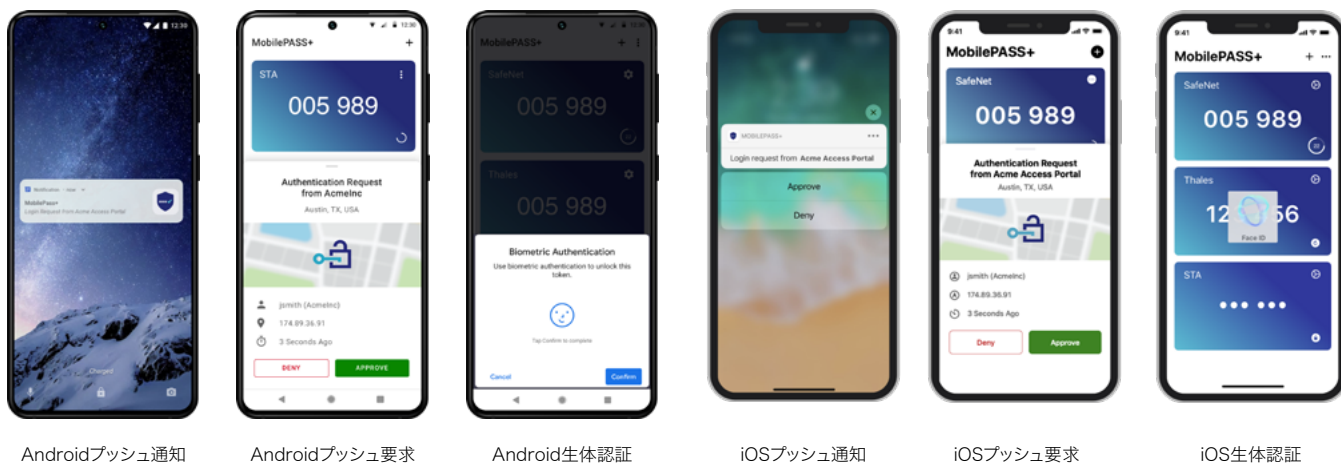 12:30
Notification · now
MobilePass+
Login Request from Acme Access Portal
Charged
Androidプッシュ通知
12:30
MobilePASS+
STA
005 989
Authentication Request
from AcmeInc
Austin, TX, USA
jsmith (AcmeInc)
174.89.36.91
3 Seconds Ago
DENY
APPROVE
Androidプッシュ要求
12:30
MobilePASS+
SafeNet
005 989
Thales
005 989
Biometric Authentication
Use biometric authentication to unlock this
token.
Tap Confirm to complete
Cancel
Confirm
Android生体認証
MOBILEPASS+
Login request from Acme Access Portal
Approve
Deny
iOSプッシュ通知
9:41
MobilePASS+
SafeNet
005 989
Authentication Request
from Acme Access Portal
Austin, TX, USA
jsmith (AcmeInc)
174.89.36.91
3 Seconds Ago
Deny
Approve
iOSプッシュ要求
9:41
MobilePASS+
SafeNet
005 989
Thales
12 56
Face ID
STA
iOS生体認証